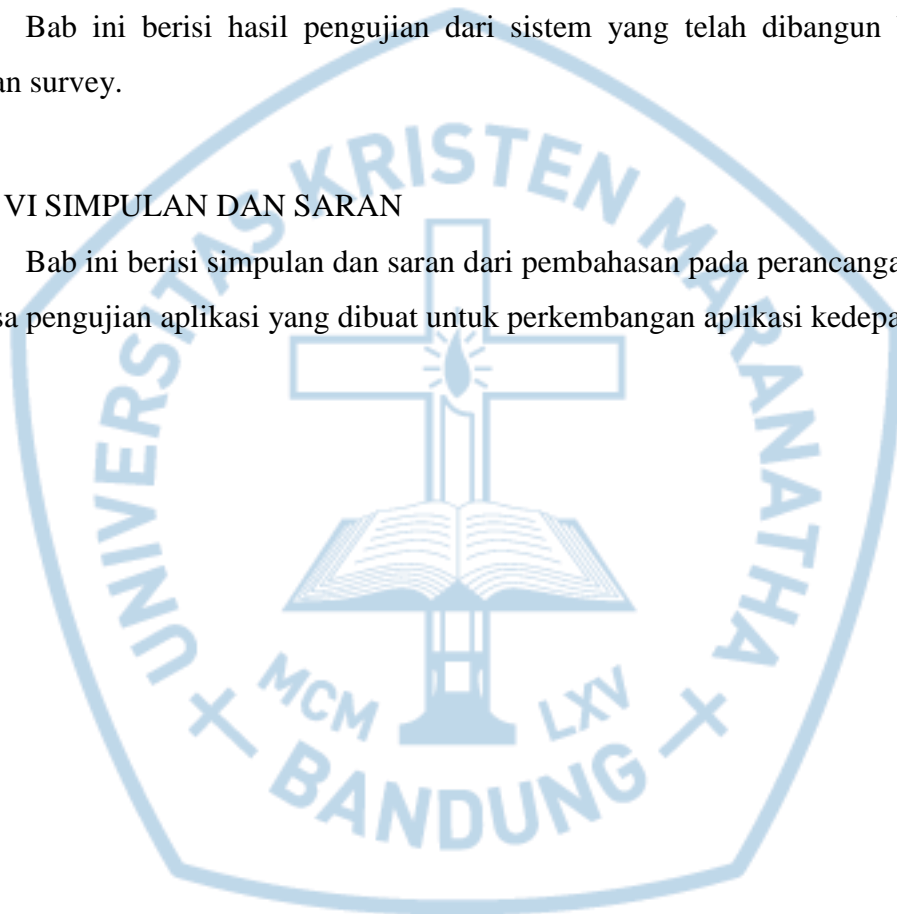 Bab ini berisi hasil pengujian dari sistem yang telah dibangun
an survey.
VI SIMPULAN DAN SARAN
Bab ini berisi simpulan dan saran dari pembahasan pada perancanga
sa pengujian aplikasi yang dibuat untuk perkembangan aplikasi kedepa
UNIVERSITAS KRISTEN MARANATHA
MCM LXV
BANDUNG